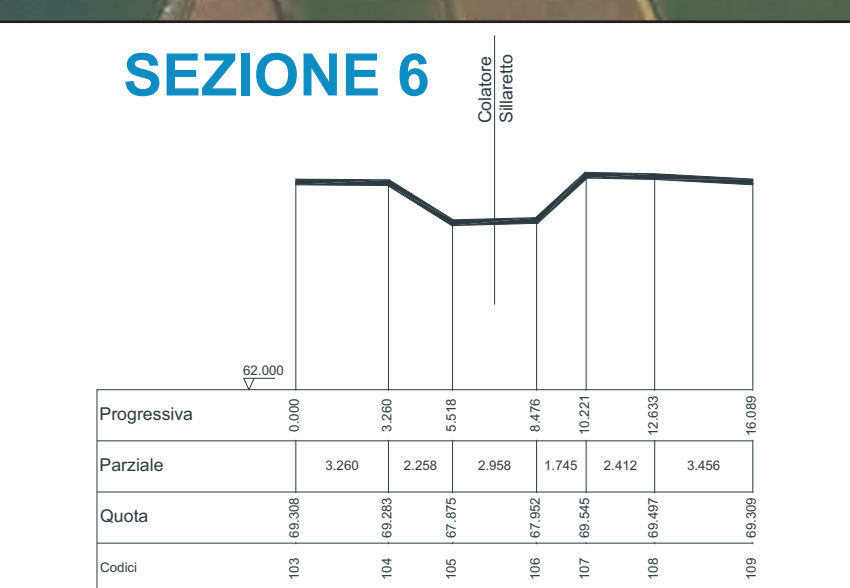 SEZIONE 6
Colatore
Sillaretto
62.000
Progressiva 0.000 3.260 5.518 8.476 10.221 12.633 16.089
Parziale 3.260 2.258 2.958 1.745 2.412 3.456
Quota 69.308 69.283 67.875 67.952 69.545 69.497 69.309
Codici 103 104 105 106 107 108 109